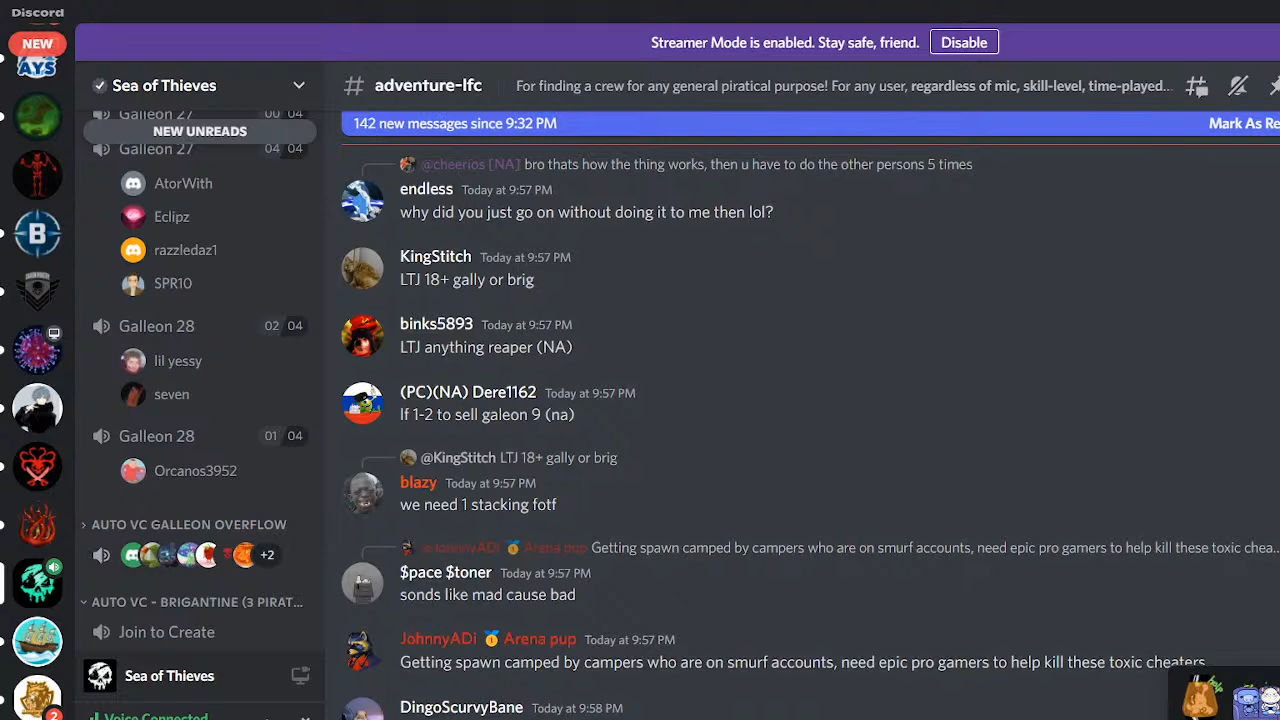 Discord
NEW
AYS
Streamer Mode is enabled. Stay safe, friend.
Disable
Sea of Thieves
# adventure-lfc
For finding a crew for any general piratical purpose! For any user, regardless of mic, skill-level, time-played...
Galleon 27
00 04
NEW UNREADS
Galleon 27
04 04
AtorWith
Eclipz
razzledaz1
SPR10
Galleon 28
02 04
lil yessy
seven
Galleon 28
01 04
Orcanos3952
AUTO VC GALLEON OVERFLOW
+2
AUTO VC - BRIGANTINE (3 PIRAT...
Join to Create
Sea of Thieves
Voice Connected
B
2
142 new messages since 9:32 PM
Mark As Re
@cheeros [NA] bro thats how the thing works, then u have to do the other persons 5 times
endless Today at 9:57 PM
why did you just go on without doing it to me then lol?
KingStitch Today at 9:57 PM
LTJ 18+ gally or brig
binks5893 Today at 9:57 PM
LTJ anything reaper (NA)
(PC)(NA) Dere1162 Today at 9:57 PM
lf 1-2 to sell galeon 9 (na)
@KingStitch LTJ 18+ gally or brig
blazy Today at 9:57 PM
we need 1 stacking fotf
@JohnnyADi 🥇 Arena pup Getting spawn camped by campers who are on smurf accounts, need epic pro gamers to help kill these toxic chea...
$pace $toner Today at 9:57 PM
sonds like mad cause bad
JohnnyADi 🥇 Arena pup Today at 9:57 PM
Getting spawn camped by campers who are on smurf accounts, need epic pro gamers to help kill these toxic cheaters
DingoScurvyBane Today at 9:58 PM